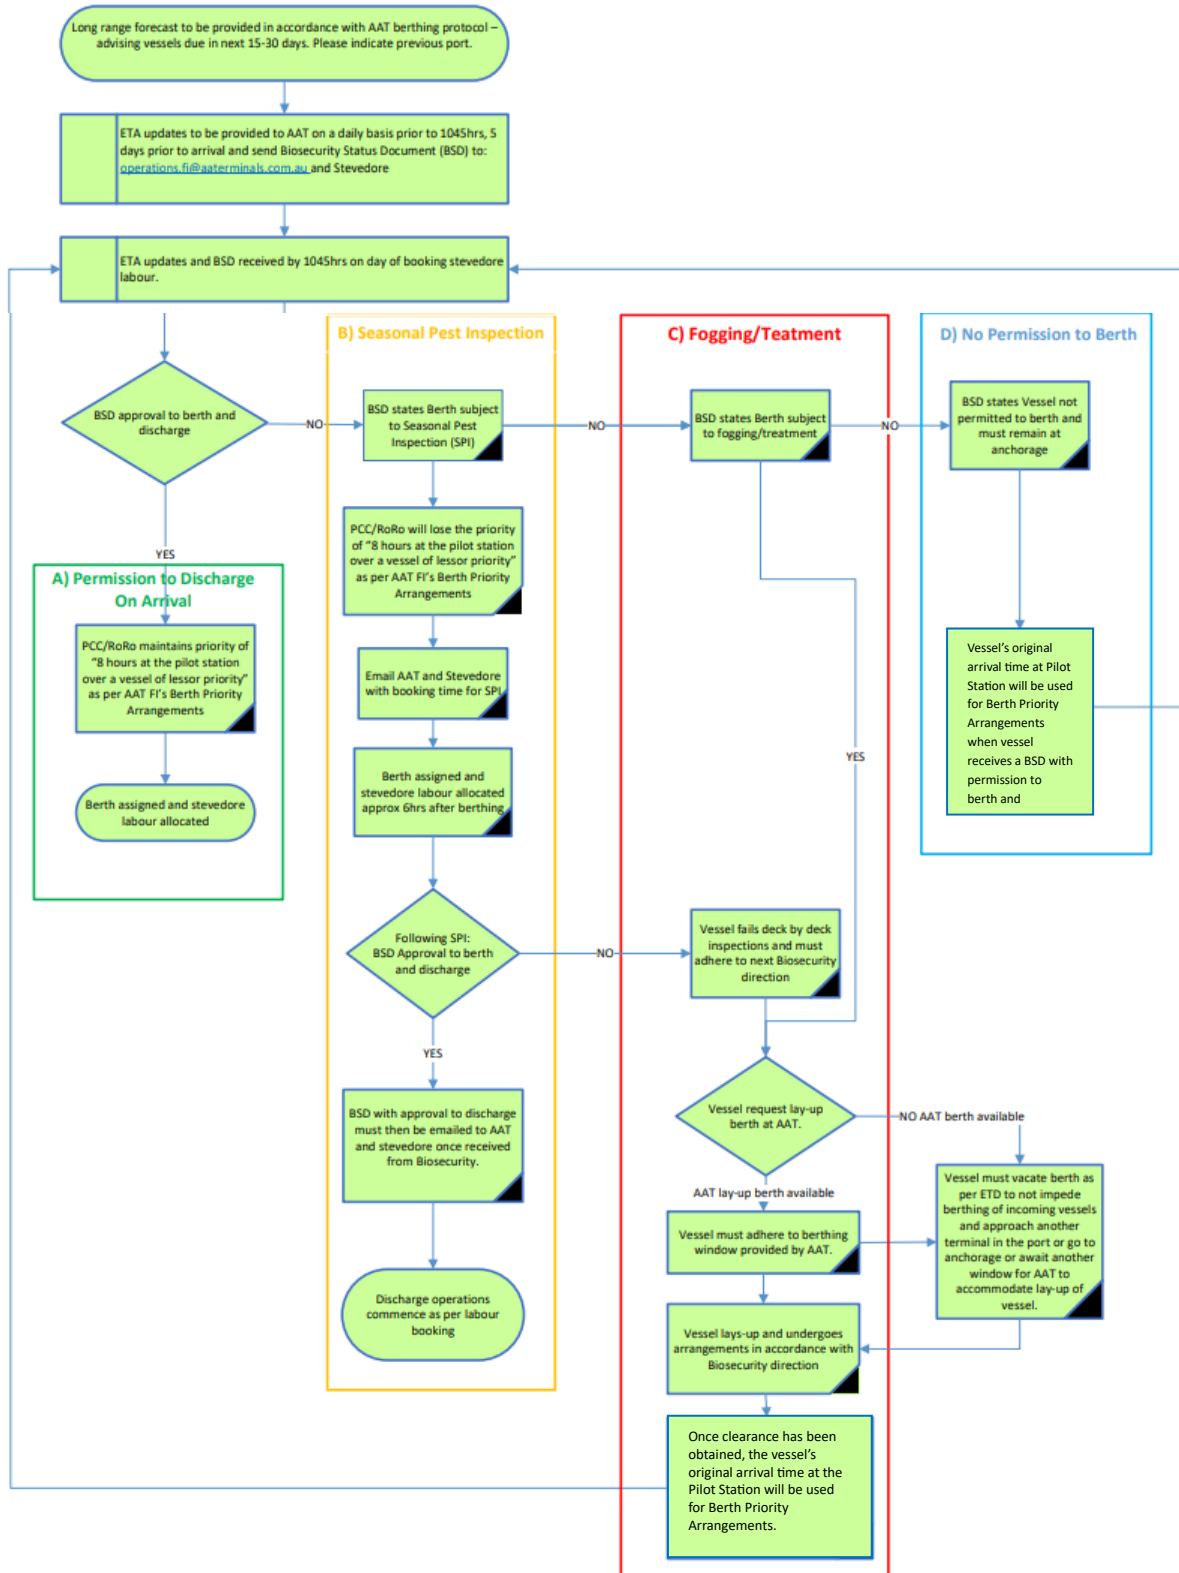 Long range forecast to be provided in accordance with AAT berthing protocol –
advising vessels due in next 15-30 days. Please indicate previous port.
ETA updates to be provided to AAT on a daily basis prior to 1045hrs, 5
days prior to arrival and send Biosecurity Status Document (BSD) to:
operations.fi@aaterminals.com.au and Stevedore
ETA updates and BSD received by 1045hrs on day of booking stevedore
labour.
BSD approval to berth and
discharge
NO
YES
A) Permission to Discharge
On Arrival
PCC/RoRo maintains priority of
"8 hours at the pilot station
over a vessel of lessor priority"
as per AAT FI's Berth Priority
Arrangements
Berth assigned and stevedore
labour allocated
B) Seasonal Pest Inspection
BSD states Berth subject
to Seasonal Pest
Inspection (SPI)
NO
PCC/RoRo will lose the priority
of "8 hours at the pilot station
over a vessel of lessor priority"
as per AAT FI's Berth Priority
Arrangements
Email AAT and Stevedore
with booking time for SPI
Berth assigned and
stevedore labour allocated
approx 6hrs after berthing
Following SPI:
BSD Approval to berth
and discharge
NO
YES
BSD with approval to discharge
must then be emailed to AAT
and stevedore once received
from Biosecurity.
Discharge operations
commence as per labour
booking
C) Fogging/Teatment
BSD states Berth subject
to fogging/treatment
NO
YES
Vessel fails deck by deck
inspections and must
adhere to next Biosecurity
direction
Vessel request lay-up
berth at AAT.
NO AAT berth available
AAT lay-up berth available
Vessel must adhere to berthing
window provided by AAT.
Vessel must vacate berth as
per ETD to not impede
berthing of incoming vessels
and approach another
terminal in the port or go to
anchorage or await another
window for AAT to
accommodate lay-up of
vessel.
Vessel lays-up and undergoes
arrangements in accordance with
Biosecurity direction
Once clearance has been
obtained, the vessel's
original arrival time at the
Pilot Station will be used
for Berth Priority
Arrangements.
D) No Permission to Berth
BSD states Vessel not
permitted to berth and
must remain at
anchorage
Vessel's original
arrival time at Pilot
Station will be used
for Berth Priority
Arrangements
when vessel
receives a BSD with
permission to
berth and